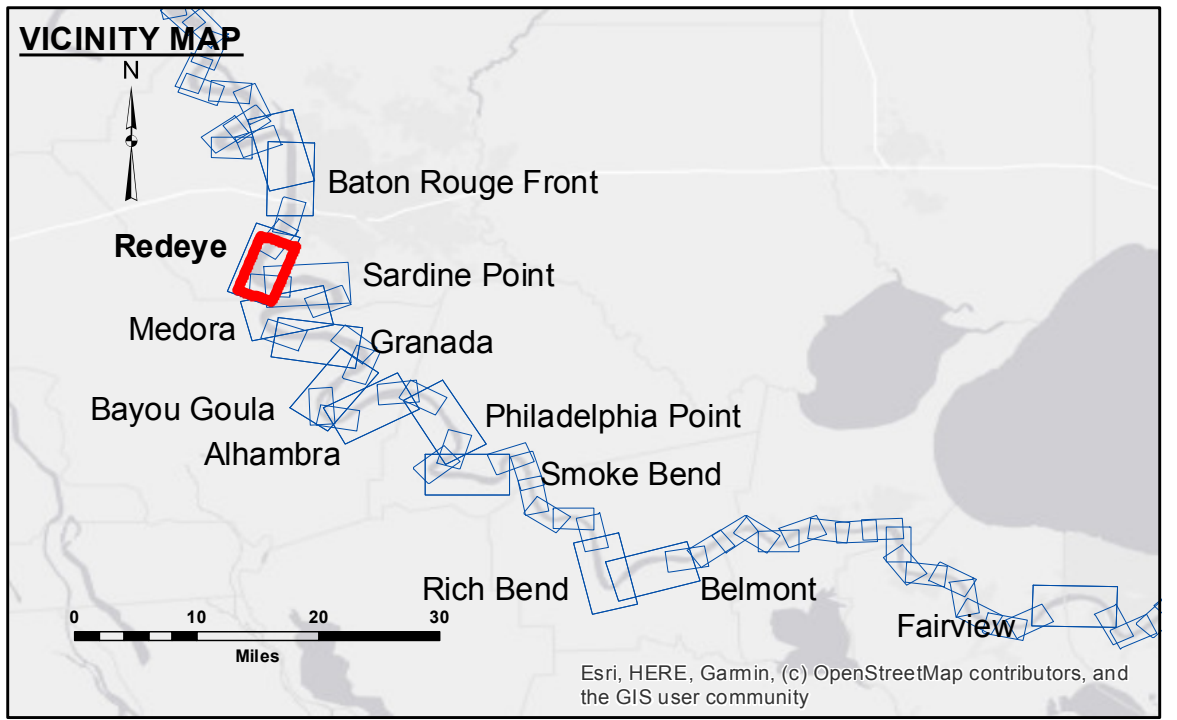 VICINITY MAP
N
Baton Rouge Front
Redeye
Sardine Point
Medora
Granada
Bayou Goula
Philadelphia Point
Alhambra
Smoke Bend
Rich Bend
Belmont
Fairview
0 10 20 30
Miles
Esri, HERE, Garmin, (c) OpenStreetMap contributors, and
the GIS user community